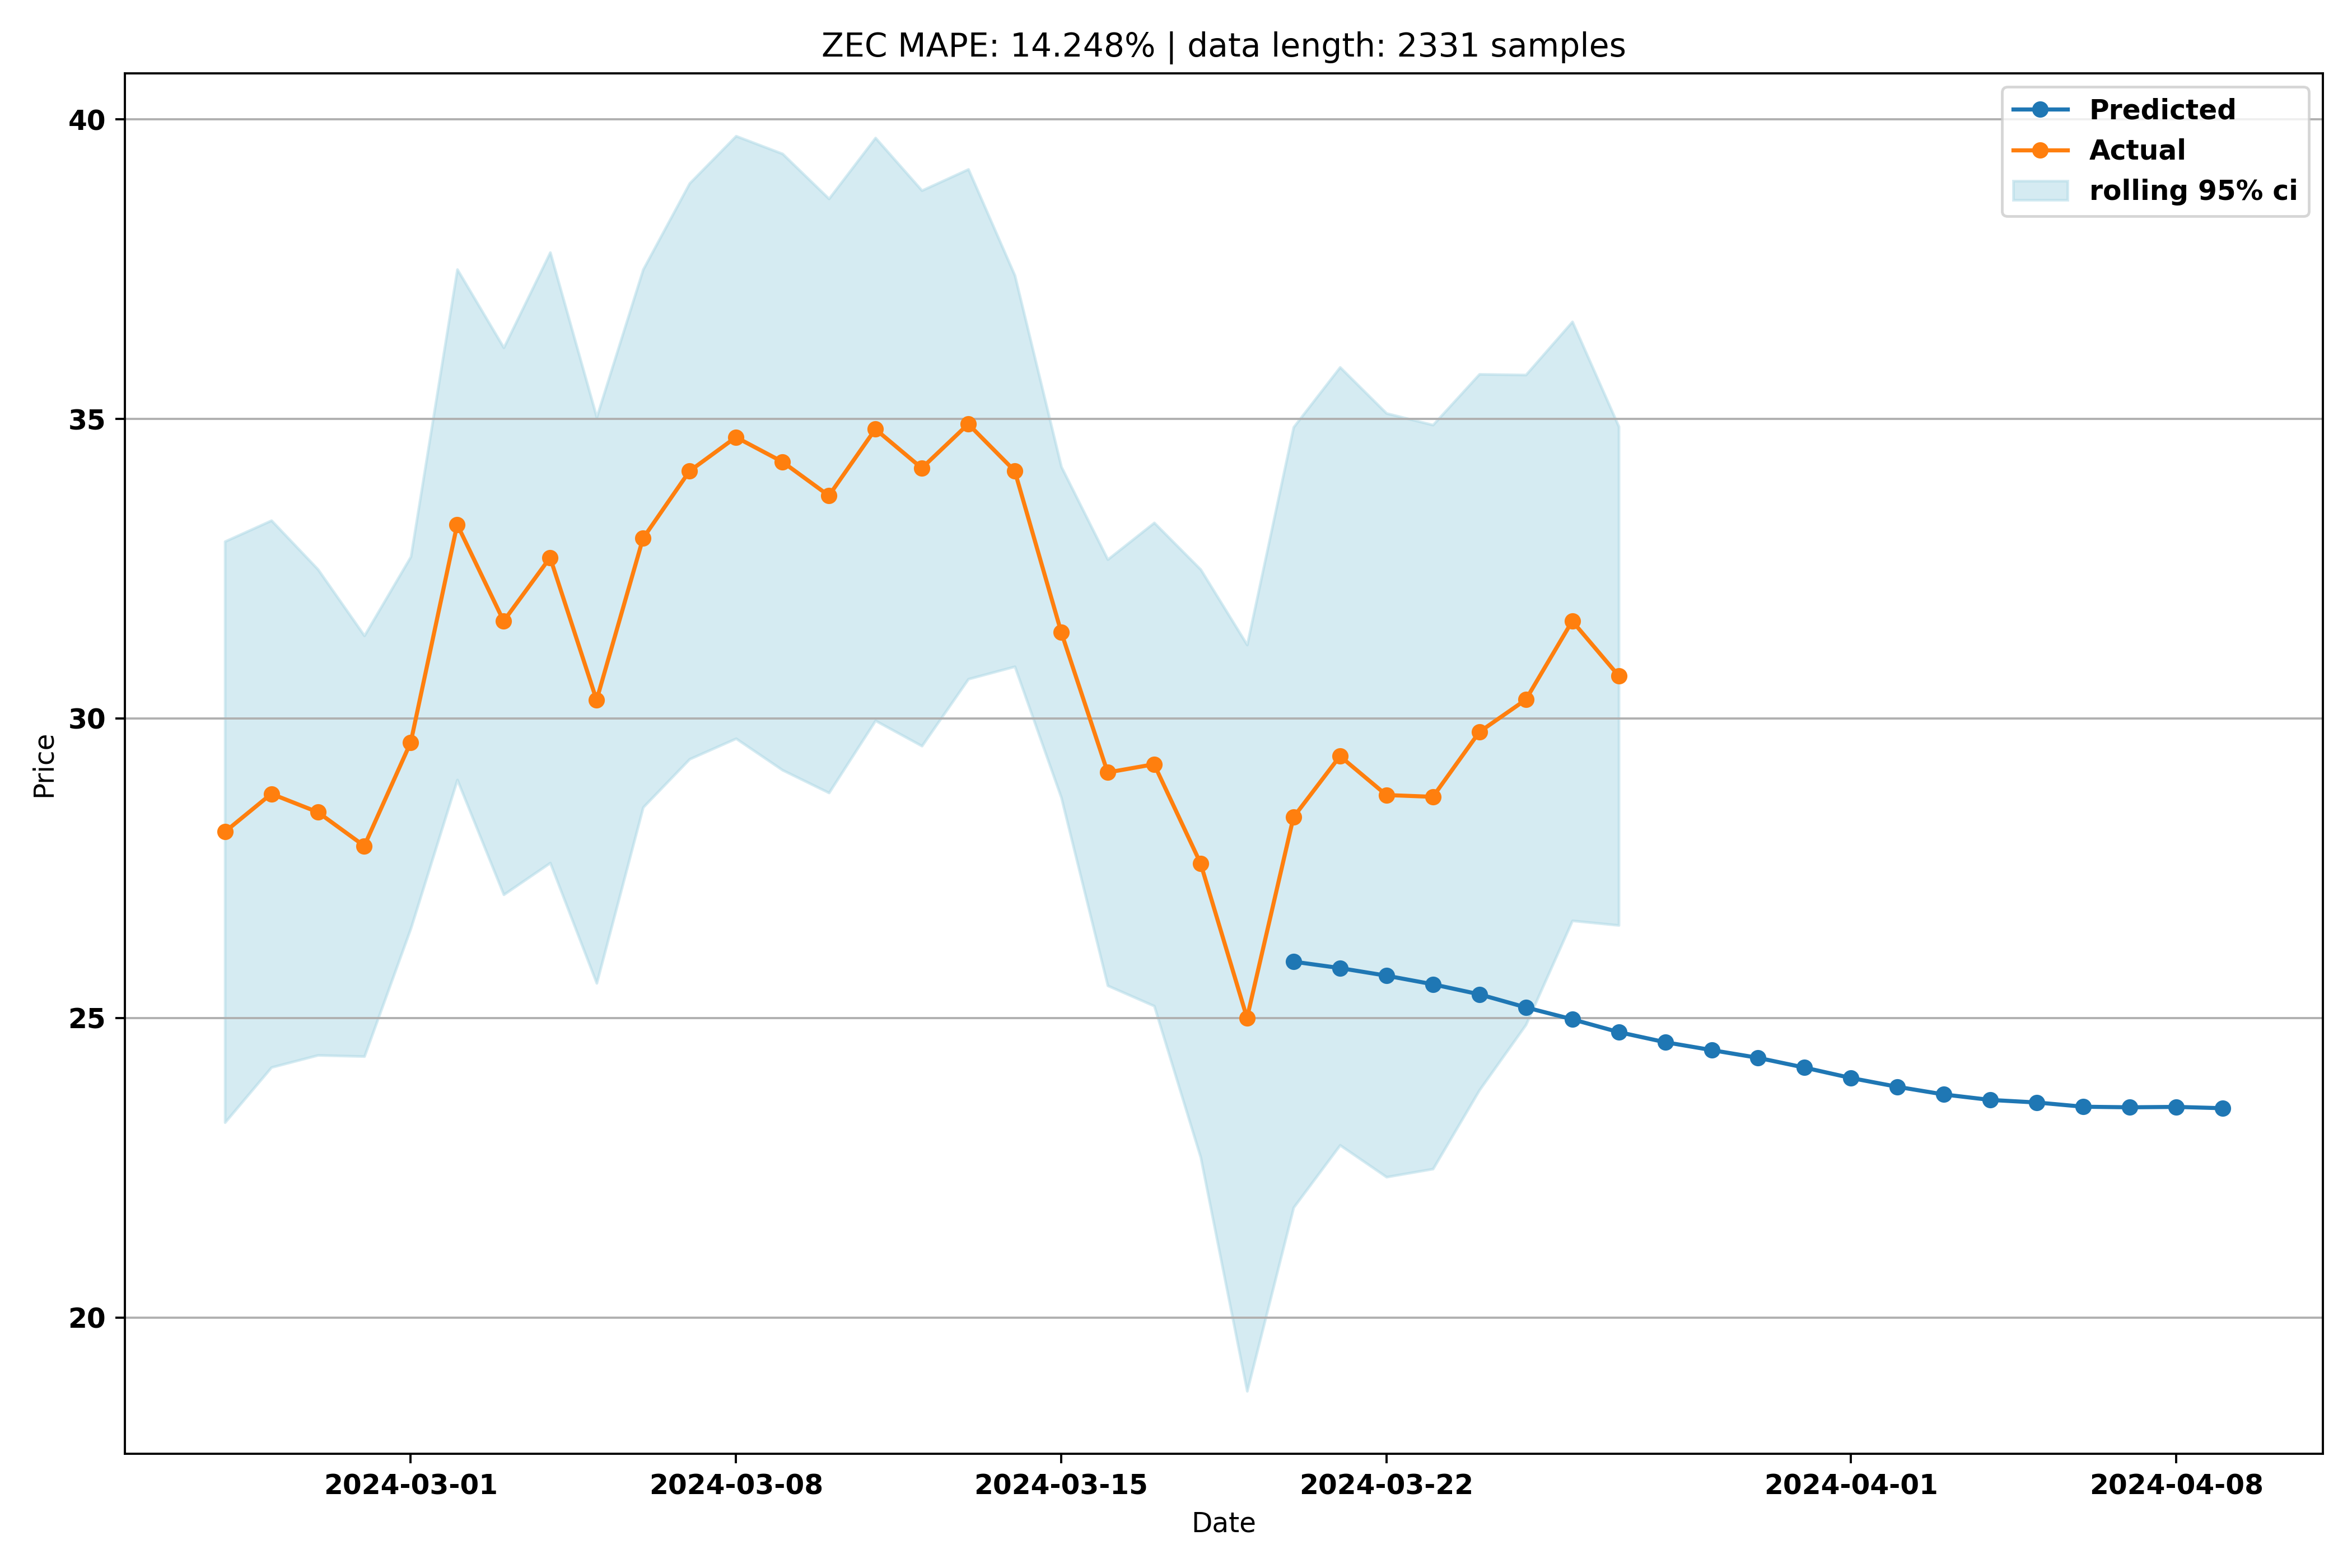 ZEC MAPE: 14.248% | data length: 2331 samples
Predicted
Actual
rolling 95% ci
40
35
30
25
20
Price
2024-03-01
2024-03-08
2024-03-15
2024-03-22
2024-04-01
2024-04-08
Date